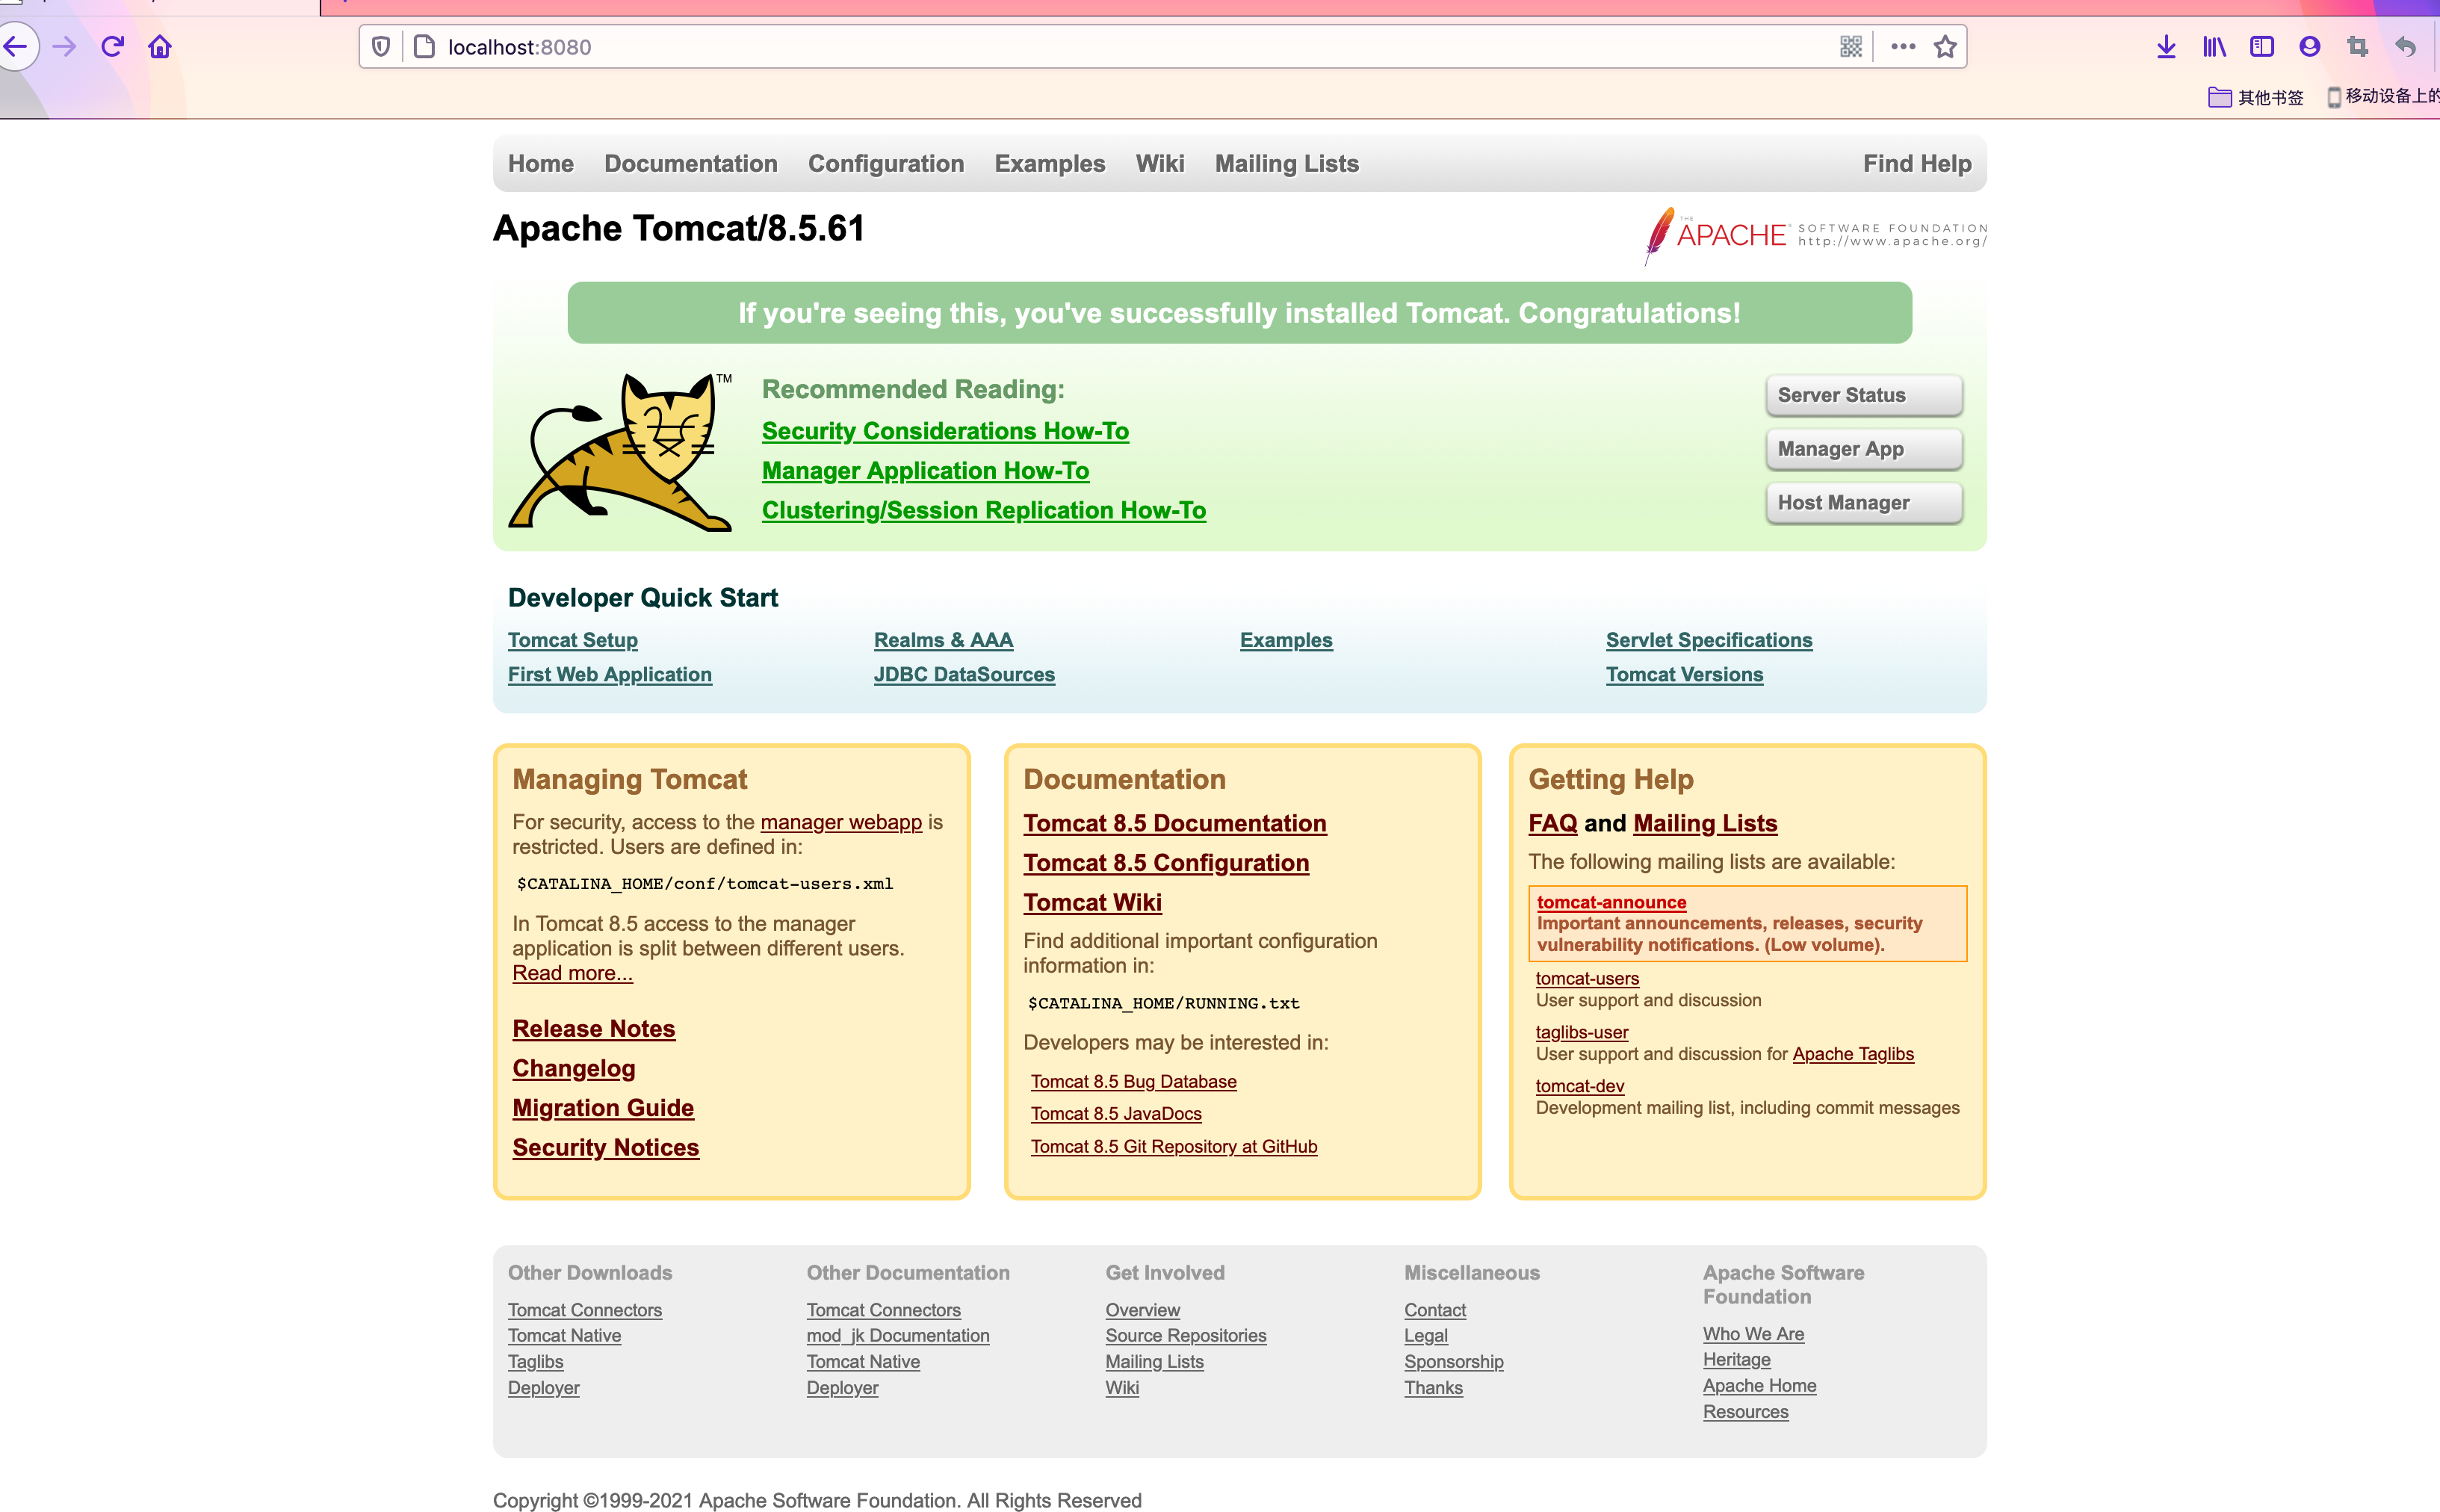 localhost:8080
其他书签
移动设备上的
Home Documentation Configuration Examples Wiki Mailing Lists Find Help
Apache Tomcat/8.5.61
THE APACHE SOFTWARE FOUNDATION
http://www.apache.org/
If you're seeing this, you've successfully installed Tomcat. Congratulations!
TM
Recommended Reading:
Security Considerations How-To
Manager Application How-To
Clustering/Session Replication How-To
Server Status
Manager App
Host Manager
Developer Quick Start
Tomcat Setup
First Web Application
Realms & AAA
JDBC DataSources
Examples
Servlet Specifications
Tomcat Versions
Managing Tomcat
For security, access to the manager webapp is
restricted. Users are defined in:
$CATALINA_HOME/conf/tomcat-users.xml
In Tomcat 8.5 access to the manager
application is split between different users.
Read more...
Release Notes
Changelog
Migration Guide
Security Notices
Documentation
Tomcat 8.5 Documentation
Tomcat 8.5 Configuration
Tomcat Wiki
Find additional important configuration
information in:
$CATALINA_HOME/RUNNING.txt
Developers may be interested in:
Tomcat 8.5 Bug Database
Tomcat 8.5 JavaDocs
Tomcat 8.5 Git Repository at GitHub
Getting Help
FAQ and Mailing Lists
The following mailing lists are available:
tomcat-announce
Important announcements, releases, security
vulnerability notifications. (Low volume).
tomcat-users
User support and discussion
taglibs-user
User support and discussion for Apache Taglibs
tomcat-dev
Development mailing list, including commit messages
Other Downloads
Tomcat Connectors
Tomcat Native
Taglibs
Deployer
Other Documentation
Tomcat Connectors
mod_jk Documentation
Tomcat Native
Deployer
Get Involved
Overview
Source Repositories
Mailing Lists
Wiki
Miscellaneous
Contact
Legal
Sponsorship
Thanks
Apache Software
Foundation
Who We Are
Heritage
Apache Home
Resources
Copyright ©1999-2021 Apache Software Foundation. All Rights Reserved